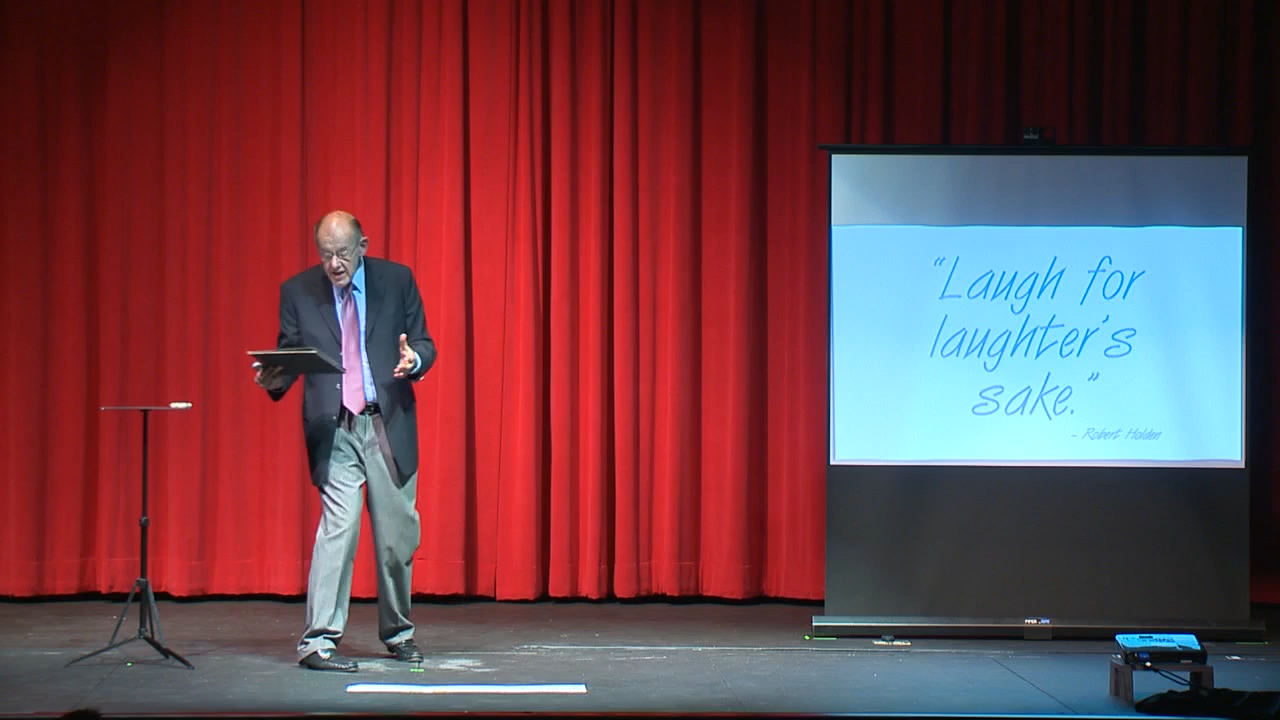 “Laugh for
laughter's
sake.”
- Robert Holden